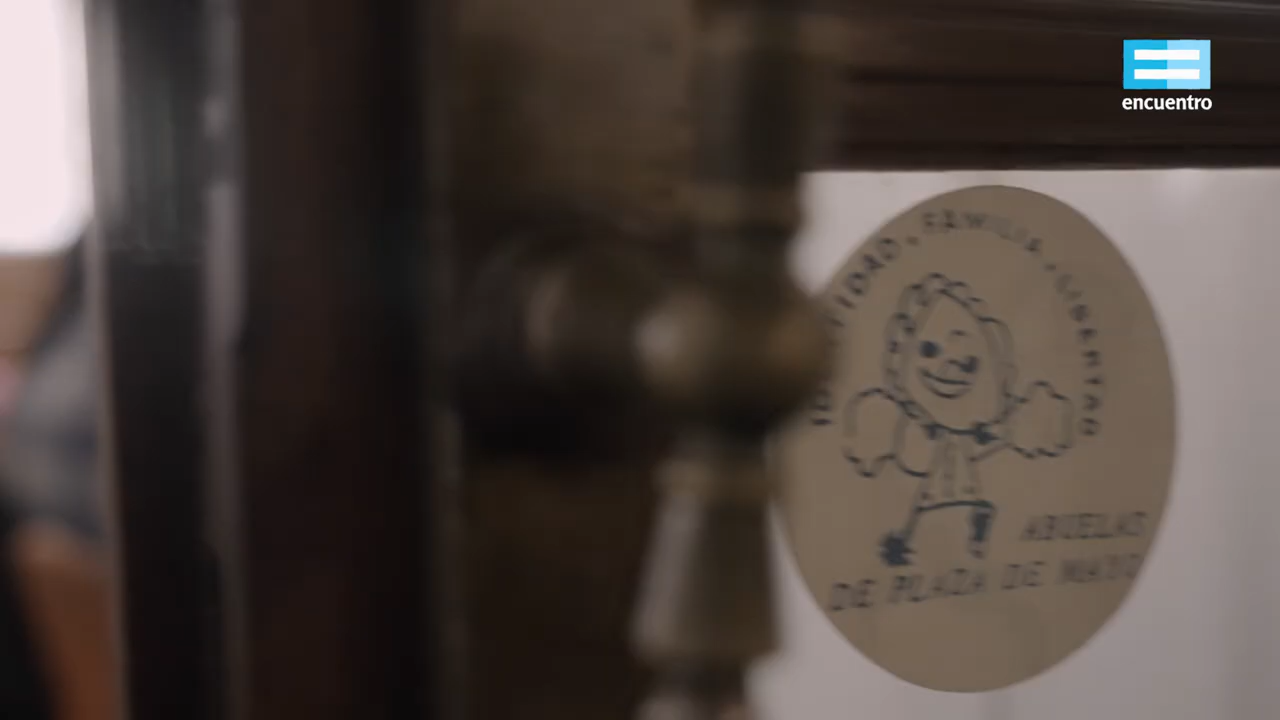 encuentro
IDENTIDAD · FAMILIA · LIBERTAD
ABUELAS
DE PLAZA DE MAYO